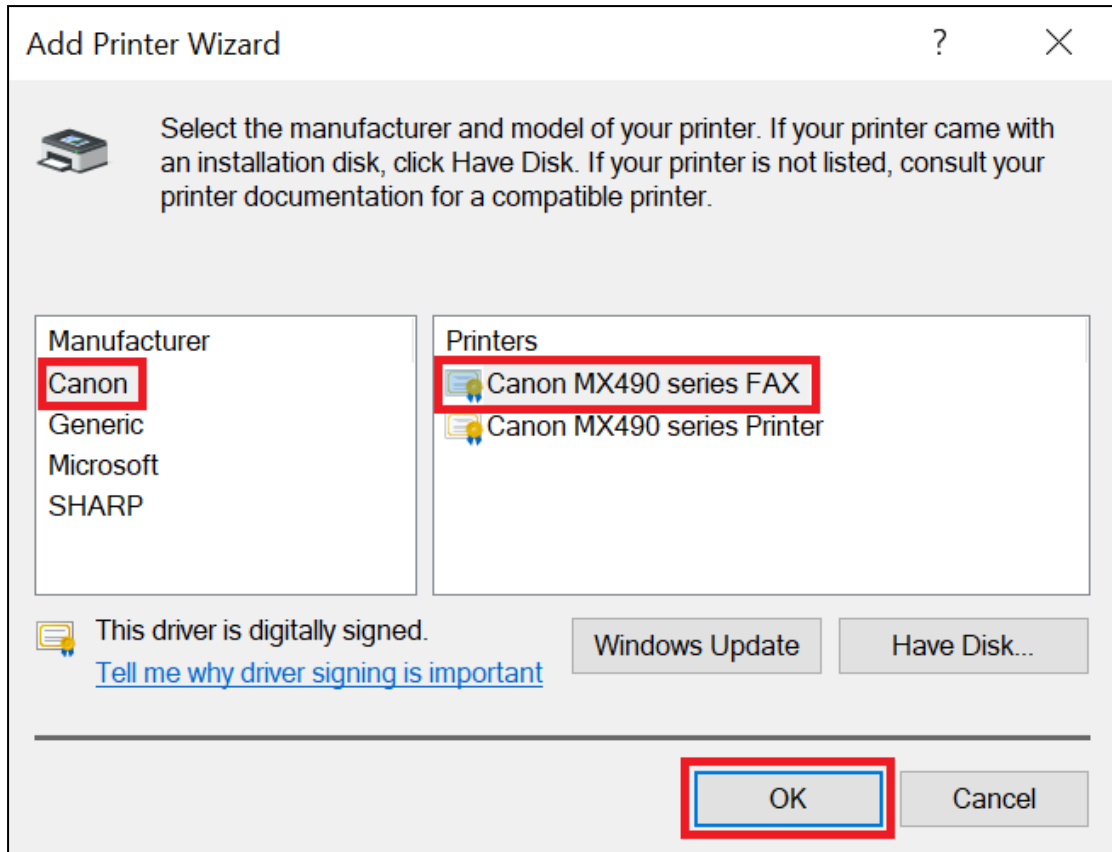 Add Printer Wizard
?
Select the manufacturer and model of your printer. If your printer came with
an installation disk, click Have Disk. If your printer is not listed, consult your
printer documentation for a compatible printer.
Manufacturer
Canon
Generic
Microsoft
SHARP
Printers
Canon MX490 series FAX
Canon MX490 series Printer
This driver is digitally signed.
Tell me why driver signing is important
Windows Update
Have Disk...
OK
Cancel